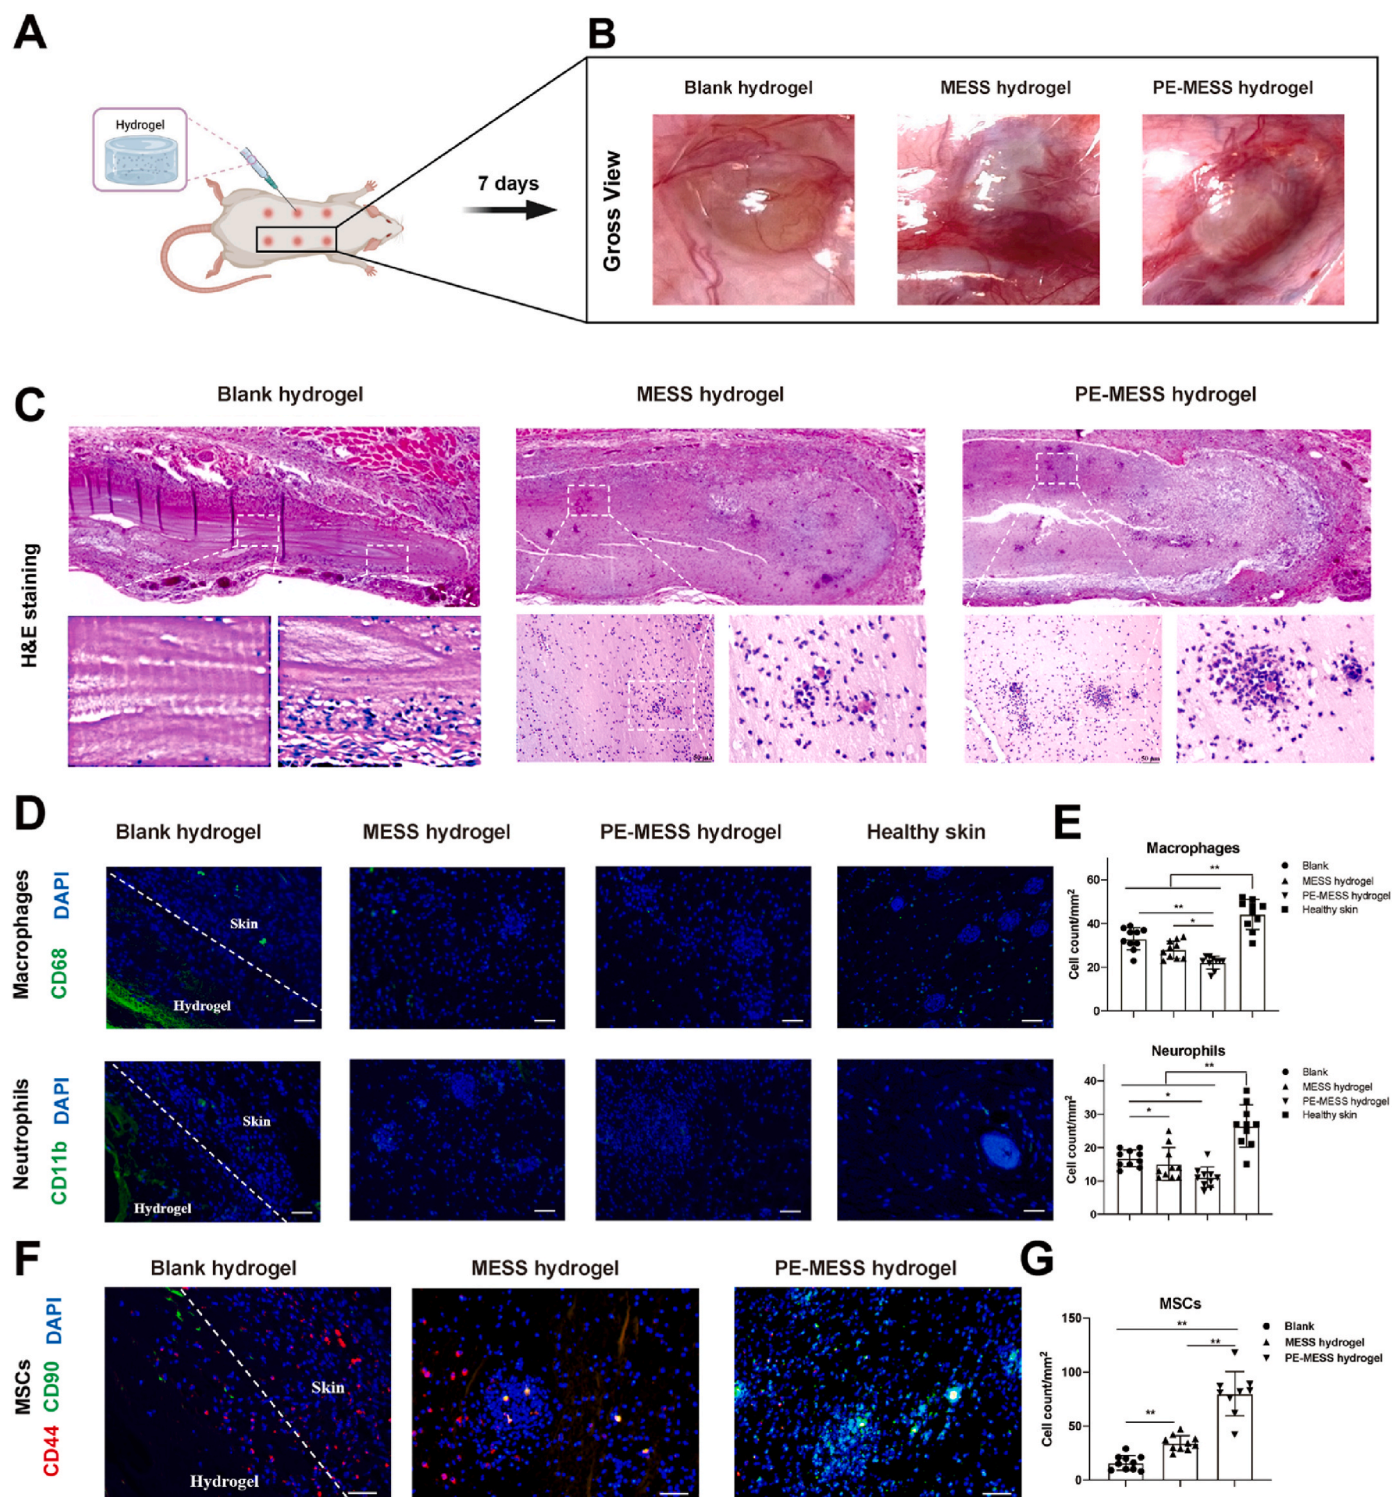 A
B
Hydrogel
7 days
Gross View
Blank hydrogel
MESS hydrogel
PE-MESS hydrogel
C
Blank hydrogel
MESS hydrogel
PE-MESS hydrogel
H&E staining
50 μm
50 μm
D
Blank hydrogel
MESS hydrogel
PE-MESS hydrogel
Healthy skin
Macrophages
CD68 DAPI
Skin
Hydrogel
Neutrophils
CD11b DAPI
Skin
Hydrogel
E
Macrophages
Cell count/mm²
60
40
20
0
**
**
*
Blank
MESS hydrogel
PE-MESS hydrogel
Healthy skin
Neurophils
Cell count/mm²
40
30
20
10
0
**
*
*
Blank
MESS hydrogel
PE-MESS hydrogel
Healthy skin
F
Blank hydrogel
MESS hydrogel
PE-MESS hydrogel
MSCs
CD44 CD90 DAPI
Skin
Hydrogel
G
MSCs
Cell count/mm²
150
100
50
0
**
**
**
Blank
MESS hydrogel
PE-MESS hydrogel